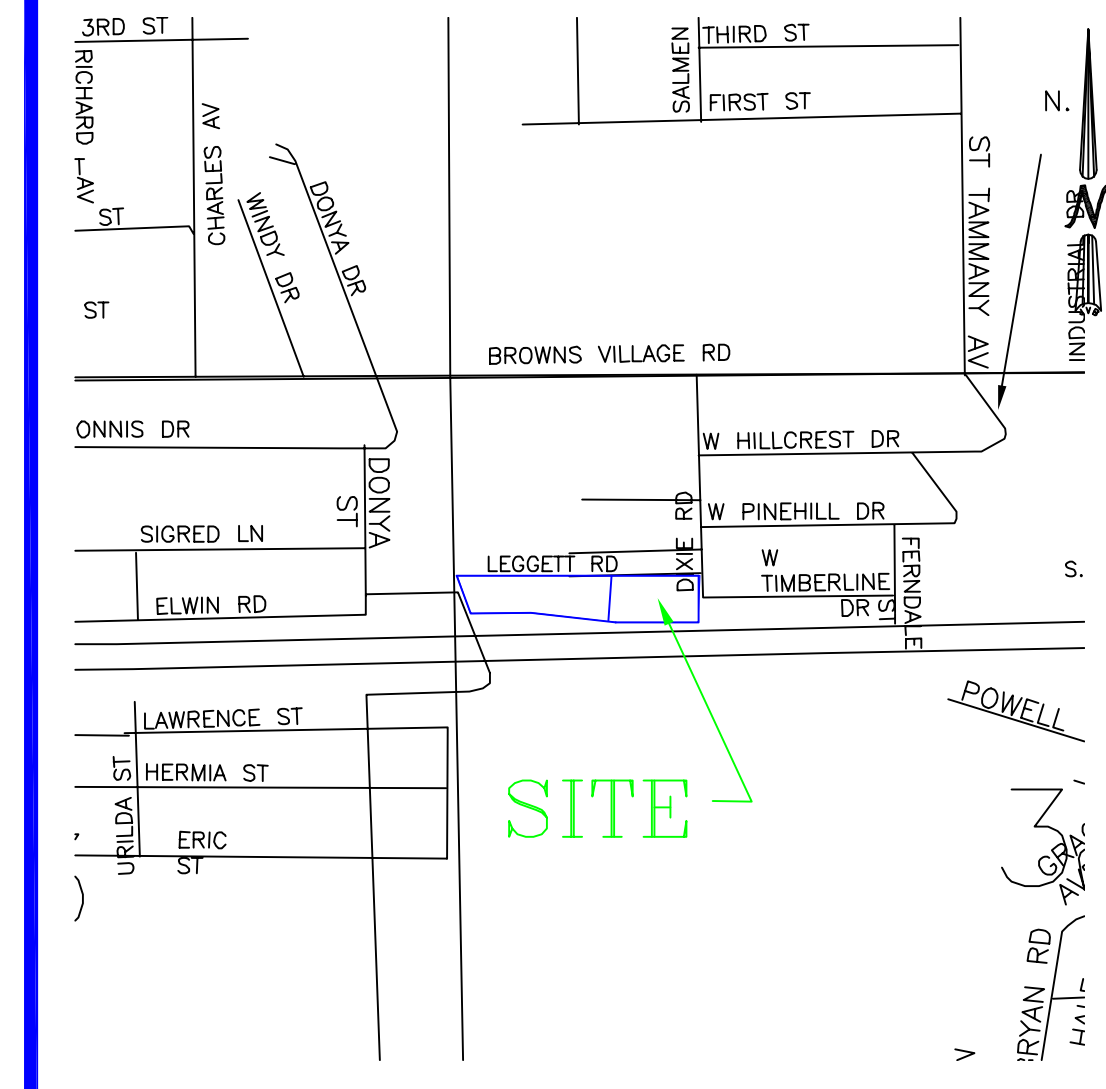 3RD ST
RICHARD AV
CHARLES AV
ST
ST
WINDY DR
DONYA DR
SALMEN
THIRD ST
FIRST ST
ST TAMMANY AV
N.
INDUSTRIAL DR
BROWNS VILLAGE RD
ONNIS DR
DONYA
ST
SIGRED LN
ELWIN RD
W HILLCREST DR
W PINEHILL DR
DIXIE RD
LEGGETT RD
W
TIMBERLINE
DR
FERNDALE
ST
S.
LAWRENCE ST
HERMIA ST
URILDA ST
ERIC
ST
SITE
POWELL
3
RYAN RD